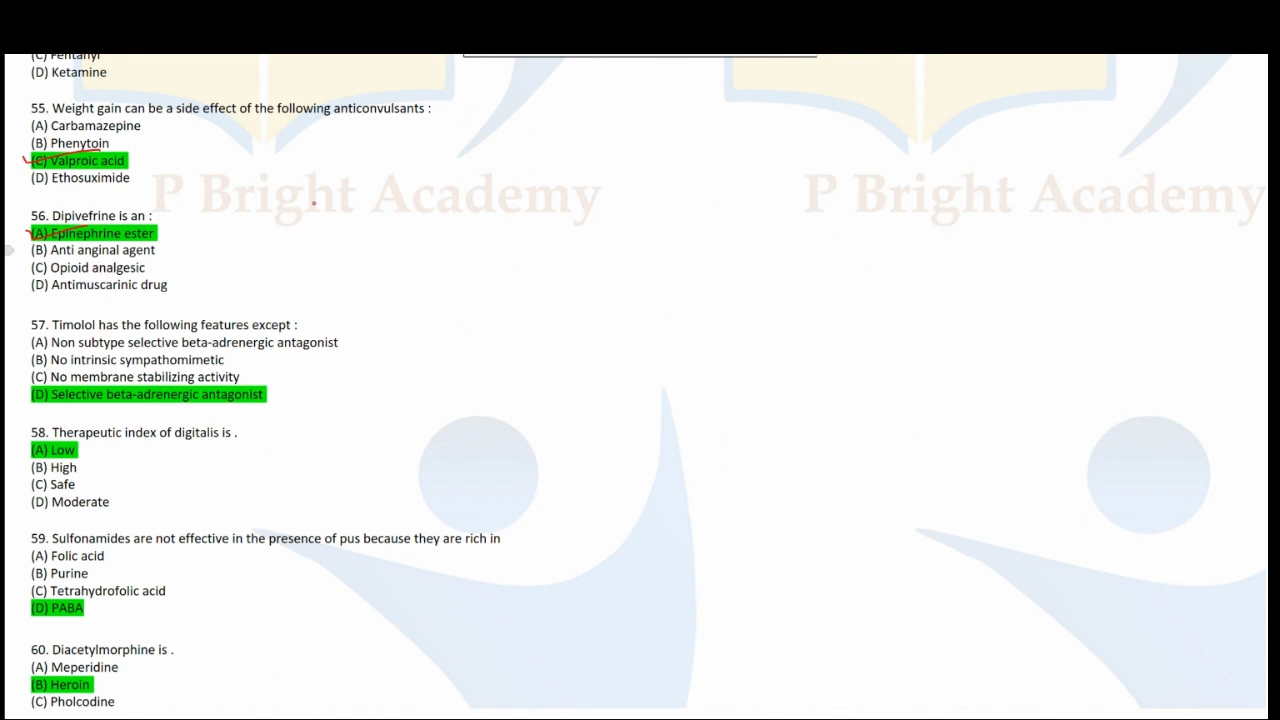 (C) Fentanyl
(D) Ketamine
55. Weight gain can be a side effect of the following anticonvulsants :
(A) Carbamazepine
(B) Phenytoin
(C) Valproic acid
(D) Ethosuximide
P Bright Academy
P Bright Academy
56. Dipivefrine is an :
(A) Epinephrine ester
(B) Anti anginal agent
(C) Opioid analgesic
(D) Antimuscarinic drug
57. Timolol has the following features except :
(A) Non subtype selective beta-adrenergic antagonist
(B) No intrinsic sympathomimetic
(C) No membrane stabilizing activity
(D) Selective beta-adrenergic antagonist
58. Therapeutic index of digitalis is .
(A) Low
(B) High
(C) Safe
(D) Moderate
59. Sulfonamides are not effective in the presence of pus because they are rich in
(A) Folic acid
(B) Purine
(C) Tetrahydrofolic acid
(D) PABA
60. Diacetylmorphine is .
(A) Meperidine
(B) Heroin
(C) Pholcodine